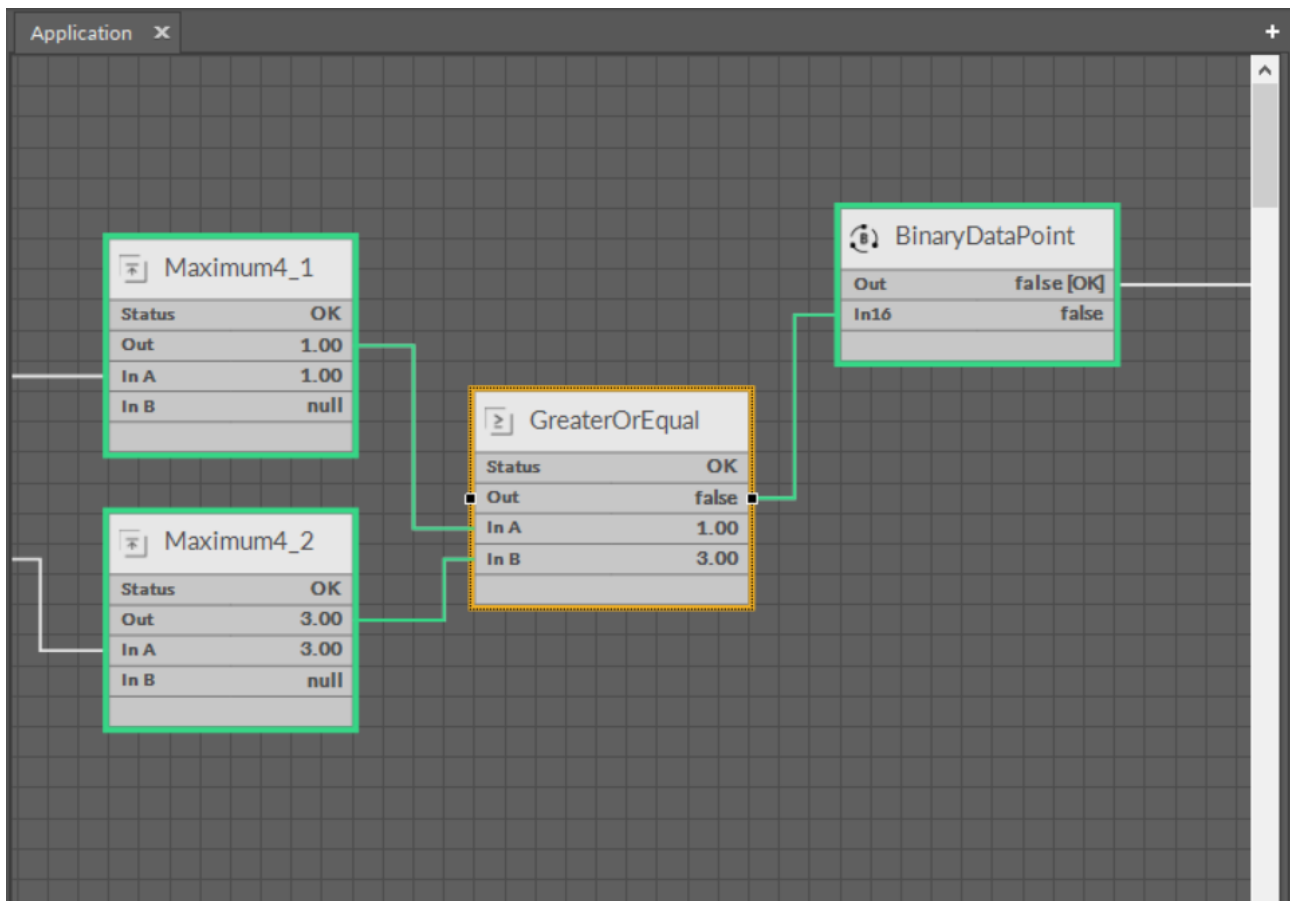 Application
Maximum4_1
Status OK
Out 1.00
In A 1.00
In B null
Maximum4_2
Status OK
Out 3.00
In A 3.00
In B null
≥ GreaterOrEqual
Status OK
Out false
In A 1.00
In B 3.00
B BinaryDataPoint
Out false [OK]
In16 false